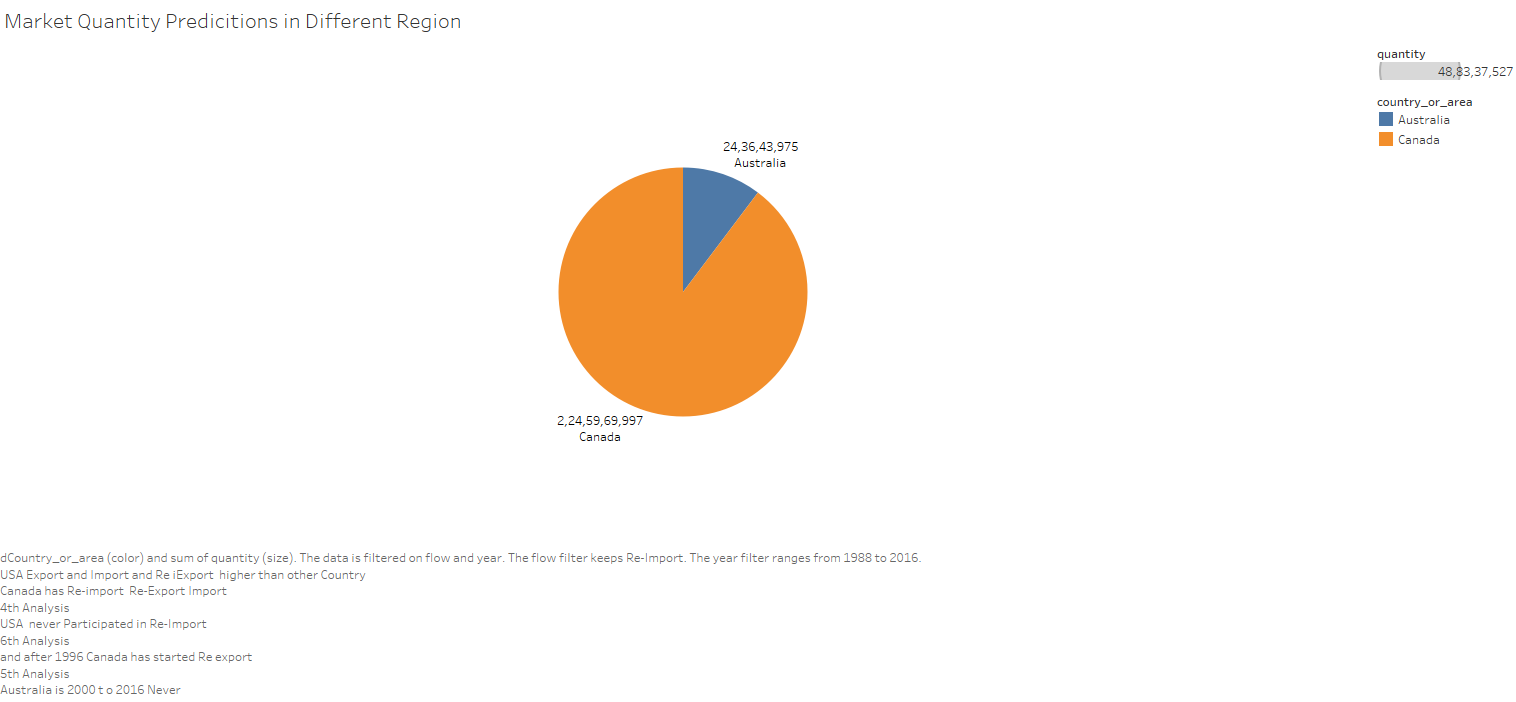 Market Quantity Predicitions in Different Region
quantity
48,83,37,527
country_or_area
Australia
Canada
24,36,43,975
Australia
2,24,59,69,997
Canada
dCountry_or_area (color) and sum of quantity (size). The data is filtered on flow and year. The flow filter keeps Re-Import. The year filter ranges from 1988 to 2016.
USA Export and Import and Re iExport  higher than other Country
Canada has Re-import  Re-Export Import
4th Analysis
USA  never Participated in Re-Import
6th Analysis
and after 1996 Canada has started Re export
5th Analysis
Australia is 2000 t o 2016 Never